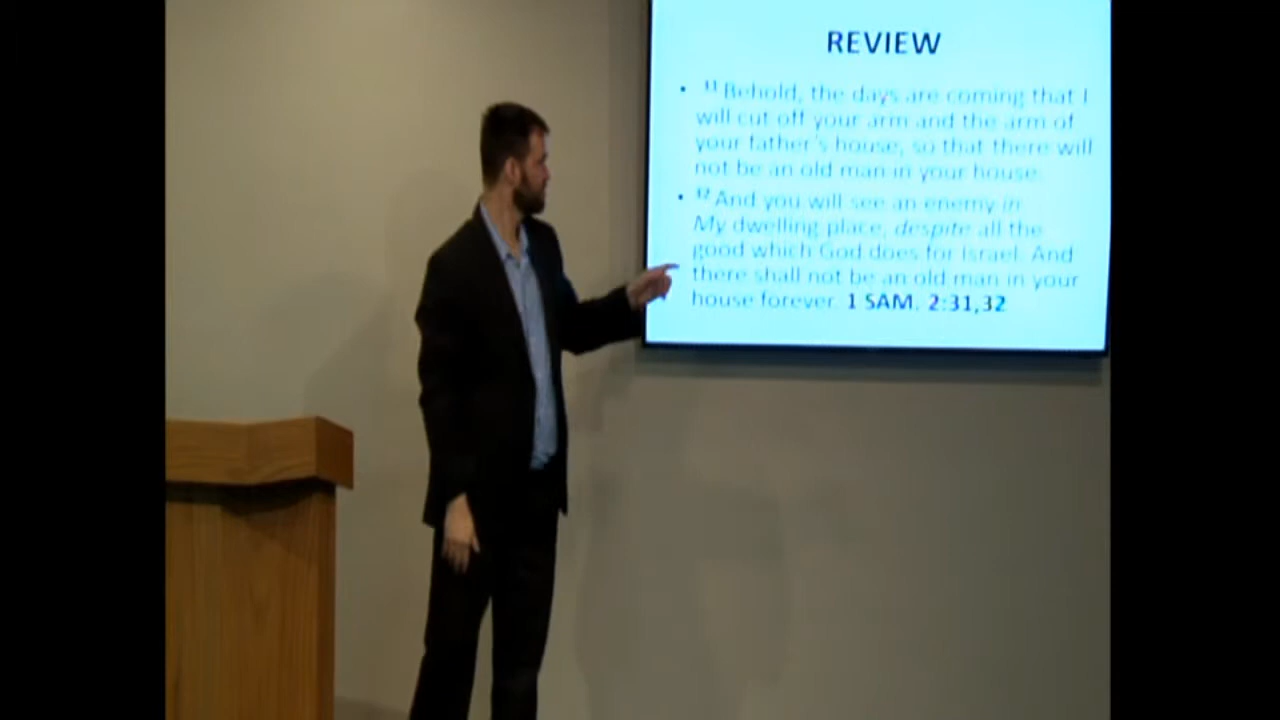 REVIEW
• 31 Behold, the days are coming that I
will cut off your arm and the arm of
your father's house, so that there will
not be an old man in your house.
• 32 And you will see an enemy in
My dwelling place, despite all the
good which God does for Israel. And
there shall not be an old man in your
house forever. 1 SAM. 2:31,32